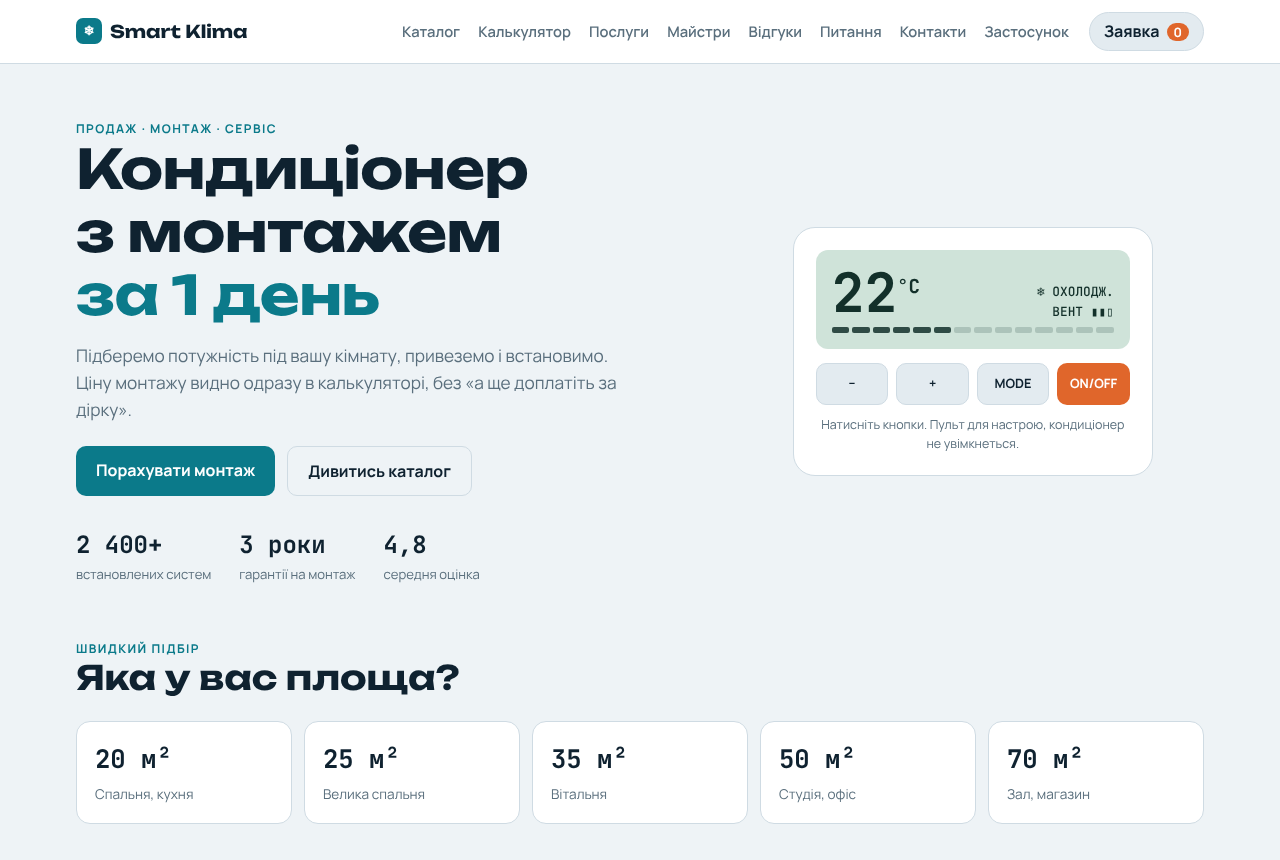 ❄ Smart Klima
Каталог Калькулятор Послуги Майстри Відгуки Питання Контакти Застосунок Заявка 0
ПРОДАЖ · МОНТАЖ · СЕРВІС
Кондиціонер
з монтажем
за 1 день
Підберемо потужність під вашу кімнату, привеземо і встановимо.
Ціну монтажу видно одразу в калькуляторі, без «а ще доплатіть за
дірку».
Порахувати монтаж Дивитись каталог
2 400+ 3 роки 4,8
встановлених систем гарантії на монтаж середня оцінка
22°C
❄ ОХОЛОДЖ.
ВЕНТ ▮▮▯
− + MODE ON/OFF
Натисніть кнопки. Пульт для настрою, кондиціонер
не увімкнеться.
ШВИДКИЙ ПІДБІР
Яка у вас площа?
20 м² 25 м² 35 м² 50 м² 70 м²
Спальня, кухня Велика спальня Вітальня Студія, офіс Зал, магазин